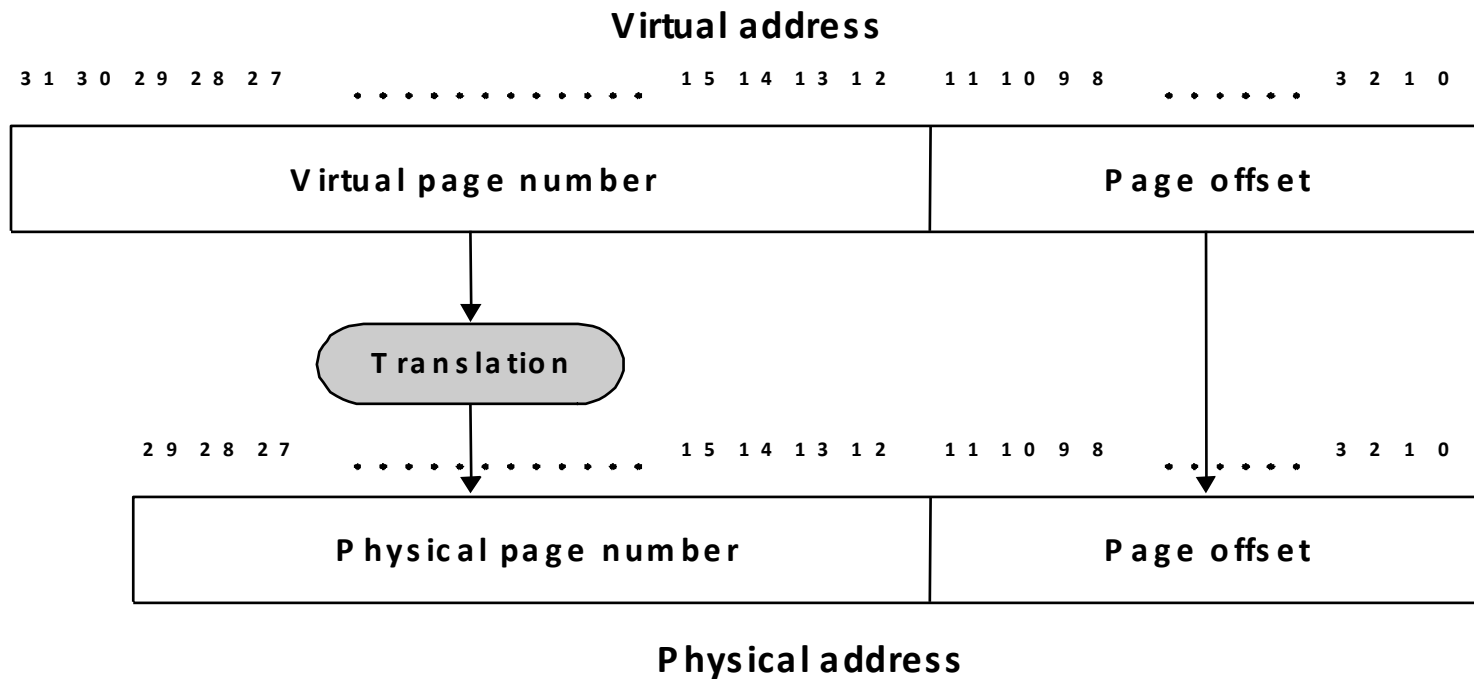 Virtual address
31 30 29 28 27 ............. 15 14 13 12 11 10 9 8 ...... 3 2 1 0
Virtual page number Page offset
Translation
29 28 27 ............. 15 14 13 12 11 10 9 8 ...... 3 2 1 0
Physical page number Page offset
Physical address